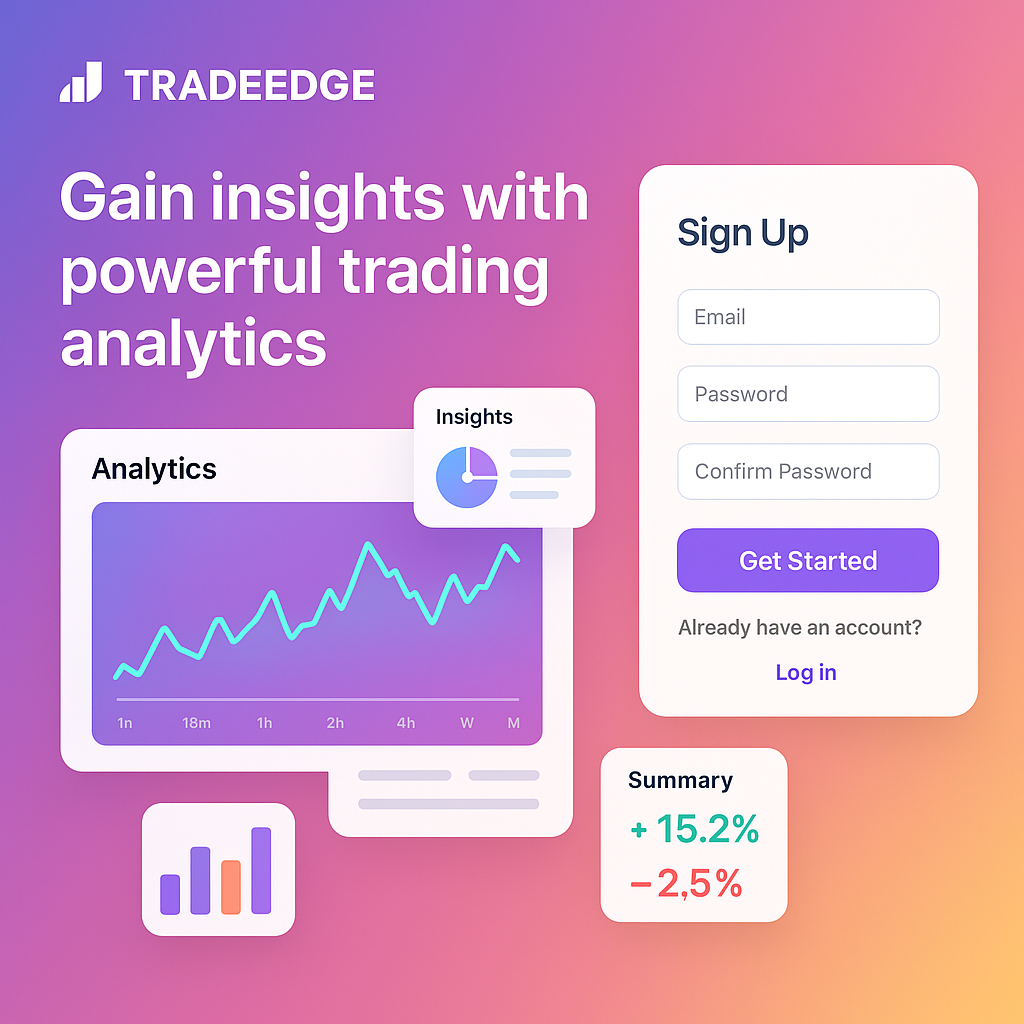 TRADEEDGE
Gain insights with
powerful trading
analytics
Sign Up
Email
Password
Confirm Password
Get Started
Already have an account?
Log in
Insights
Analytics
1n 18m 1h 2h 4h W M
Summary
+ 15.2%
−2,5%